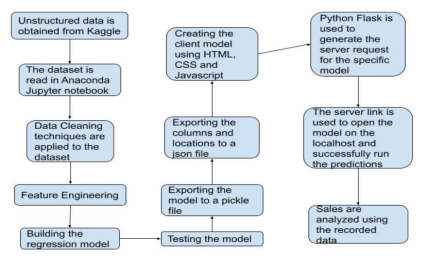 Unstructured data is
obtained from Kaggle
The dataset is
read in Anaconda
Jupyter notebook
Data Cleaning
techniques are
applied to the
dataset
Feature Engineering
Building the
regression model
Testing the model
Exporting the
model to a pickle
file
Exporting the
columns and
locations to a
json file
Creating the
client model
using HTML,
CSS and
Javascript
Python Flask is
used to
generate the
server request
for the specific
model
The server link is
used to open the
model on the
localhost and
successfully run
the predictions
Sales are
analyzed using
the recorded
data